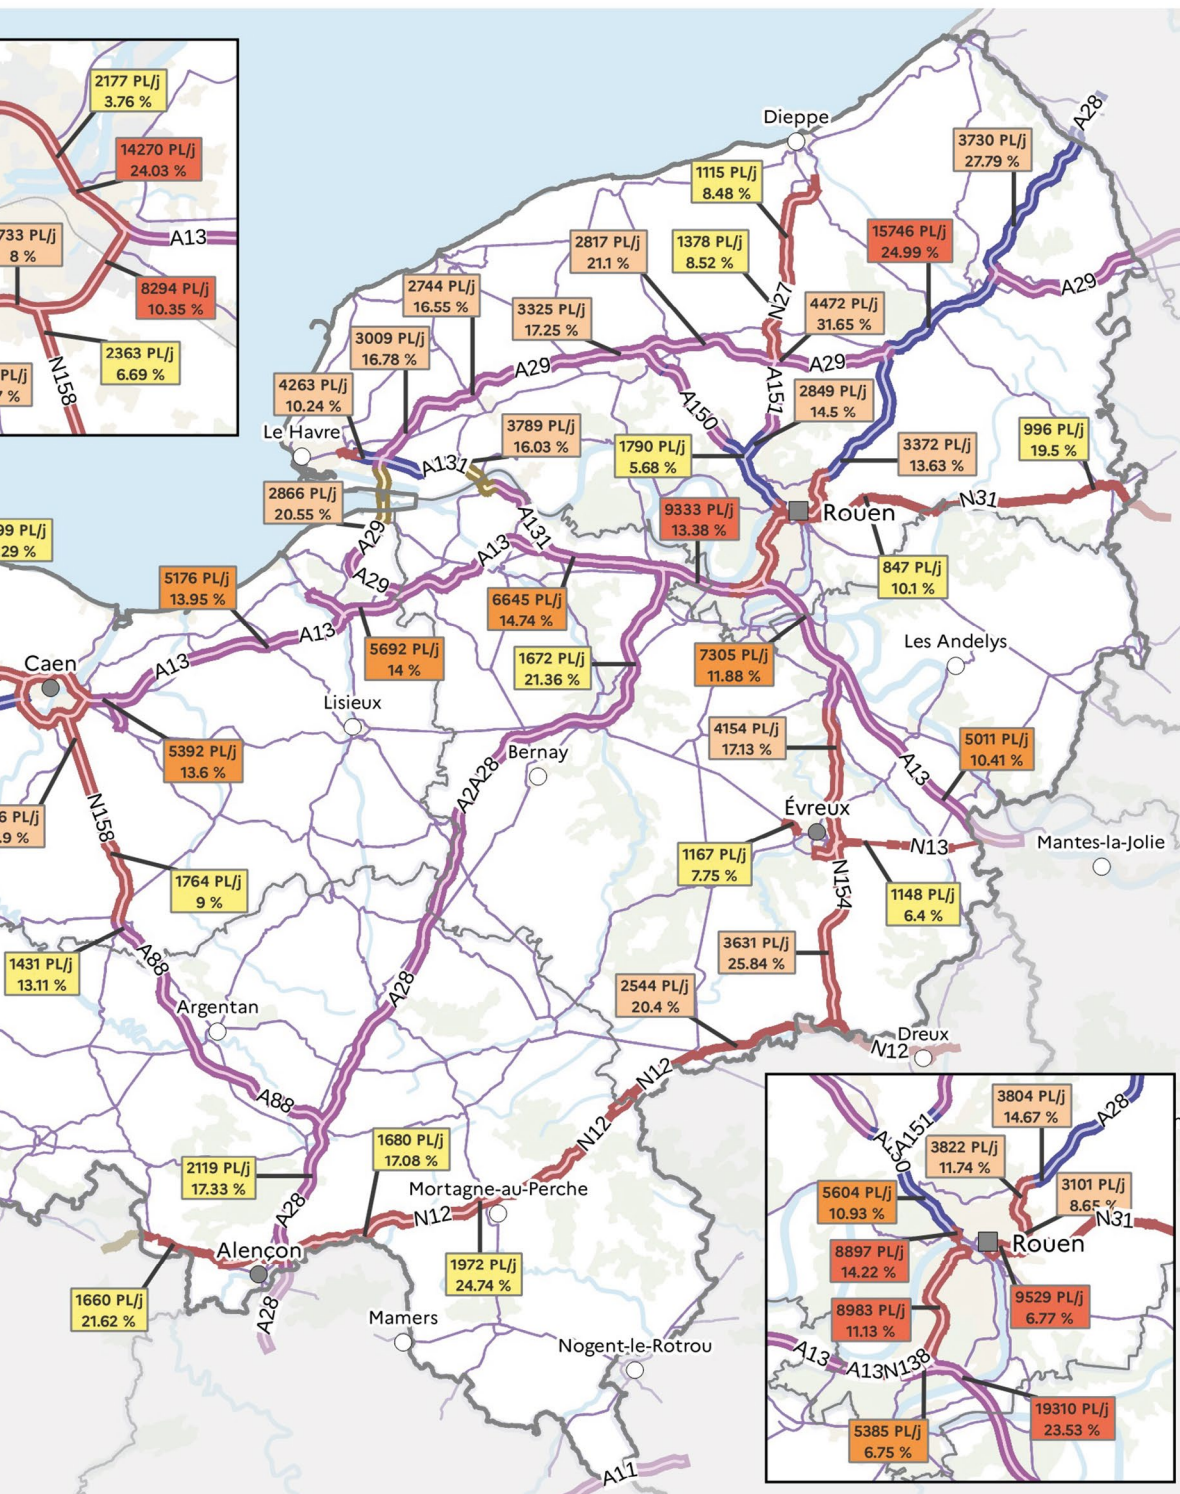 2177 PL/j
3.76 %
14270 PL/j
24.03 %
733 PL/j
8 %
A13
8294 PL/j
10.35 %
2363 PL/j
6.69 %
PL/j
N158
Dieppe
A28
3730 PL/j
27.79 %
1115 PL/j
8.48 %
2817 PL/j
21.1 %
1378 PL/j
8.52 %
15746 PL/j
24.99 %
A29
2744 PL/j
16.55 %
3325 PL/j
17.25 %
N27
4472 PL/j
31.65 %
3009 PL/j
16.78 %
A29
A29
4263 PL/j
10.24 %
A150
A151
2849 PL/j
14.5 %
Le Havre
3789 PL/j
16.03 %
1790 PL/j
5.68 %
996 PL/j
19.5 %
3372 PL/j
13.63 %
A131
2866 PL/j
20.55 %
N31
Rouen
9333 PL/j
13.38 %
99 PL/j
29 %
A29
A131
A13
847 PL/j
10.1 %
5176 PL/j
13.95 %
A29
6645 PL/j
14.74 %
A13
5692 PL/j
14 %
1672 PL/j
21.36 %
7305 PL/j
11.88 %
Les Andelys
Caen
A13
Lisieux
5392 PL/j
13.6 %
Bernay
4154 PL/j
17.13 %
5011 PL/j
10.41 %
A13
A2A28
6 PL/j
.9 %
N158
Évreux
N13
Mantes-la-Jolie
1167 PL/j
7.75 %
1764 PL/j
9 %
N154
1148 PL/j
6.4 %
1431 PL/j
13.11 %
A88
3631 PL/j
25.84 %
A28
2544 PL/j
20.4 %
Argentan
Dreux
N12
N12
A88
N12
1680 PL/j
17.08 %
2119 PL/j
17.33 %
Mortagne-au-Perche
A28
N12
Alençon
1972 PL/j
24.74 %
1660 PL/j
21.62 %
A28
Mamers
Nogent-le-Rotrou
A11
3804 PL/j
14.67 %
A28
A151
3822 PL/j
11.74 %
3101 PL/j
8.65 %
5604 PL/j
10.93 %
N31
Rouen
8897 PL/j
14.22 %
9529 PL/j
6.77 %
8983 PL/j
11.13 %
A13
A13
N138
19310 PL/j
23.53 %
5385 PL/j
6.75 %